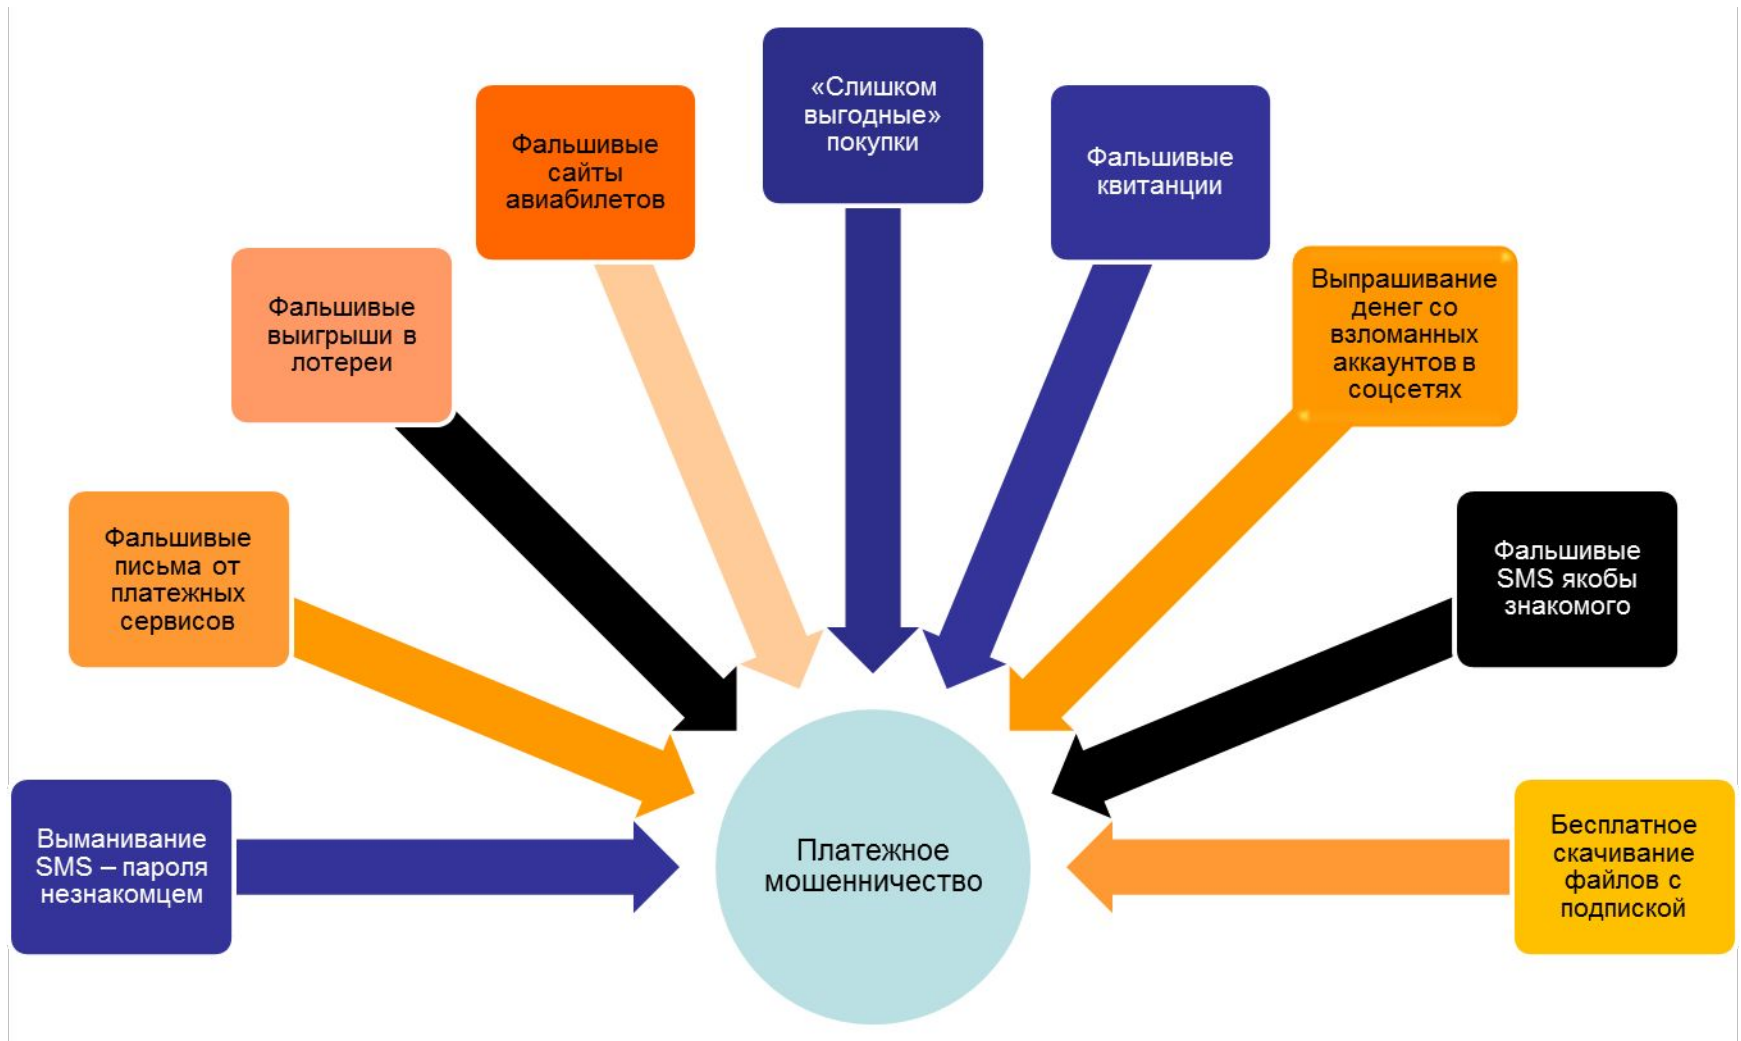 «Слишком
выгодные»
покупки
Фальшивые
сайты
авиабилетов
Фальшивые
квитанции
Фальшивые
выигрыши в
лотереи
Выпрашивание
денег со
взломанных
аккаунтов в
соцсетях
Фальшивые
письма от
платежных
сервисов
Фальшивые
SMS якобы
знакомого
Выманивание
SMS – пароля
незнакомцем
Платежное
мошенничество
Бесплатное
скачивание
файлов с
подпиской